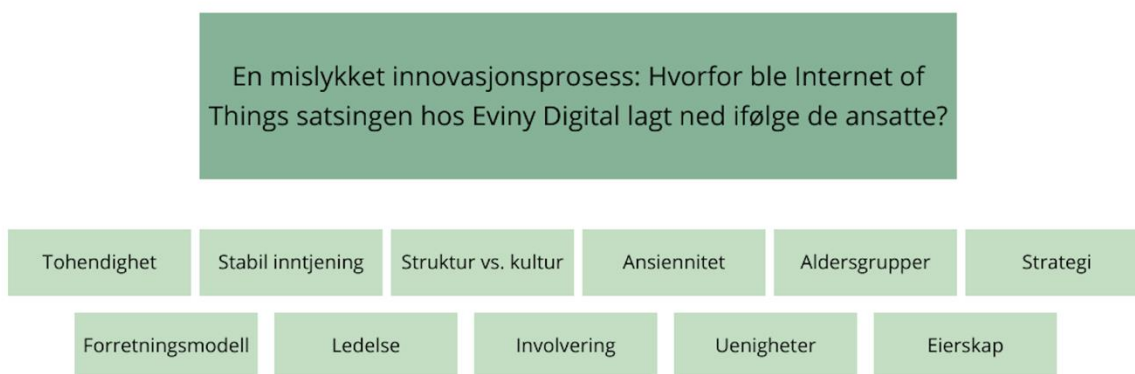 En mislykket innovasjonsprosess: Hvorfor ble Internet of
Things satsingen hos Eviny Digital lagt ned ifølge de ansatte?
Tohendighet
Stabil inntjening
Struktur vs. kultur
Ansiennitet
Aldersgrupper
Strategi
Forretningsmodell
Ledelse
Involvering
Uenigheter
Eierskap